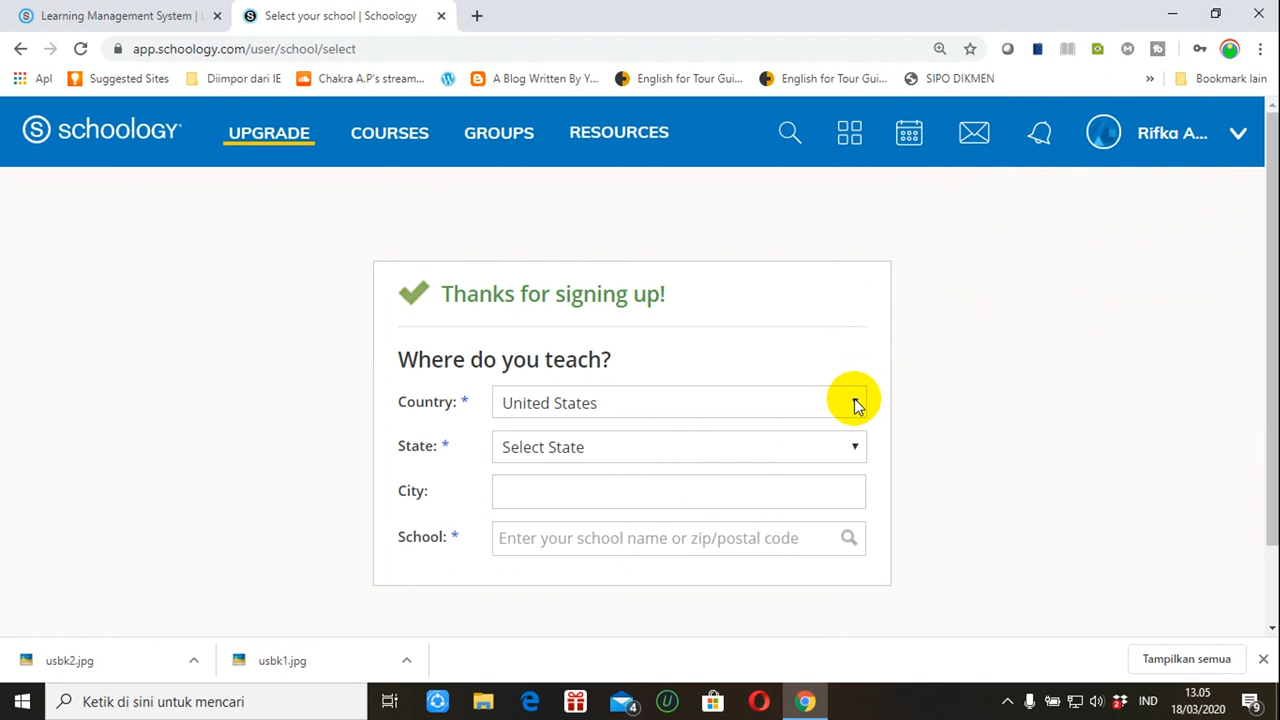 Learning Management System | L
Select your school | Schoology
app.schoology.com/user/school/select
Apl
Suggested Sites
Diimpor dari IE
Chakra A.P's stream...
A Blog Written By Y...
English for Tour Gui...
English for Tour Gui...
SIPO DIKMEN
»
Bookmark lain
S schoology
UPGRADE
COURSES
GROUPS
RESOURCES
Rifka A...
Thanks for signing up!
Where do you teach?
Country: *
United States
State: *
Select State
City:
School: *
Enter your school name or zip/postal code
usbk2.jpg
usbk1.jpg
Tampilkan semua
Ketik di sini untuk mencari
4
IND
13.05
18/03/2020
9